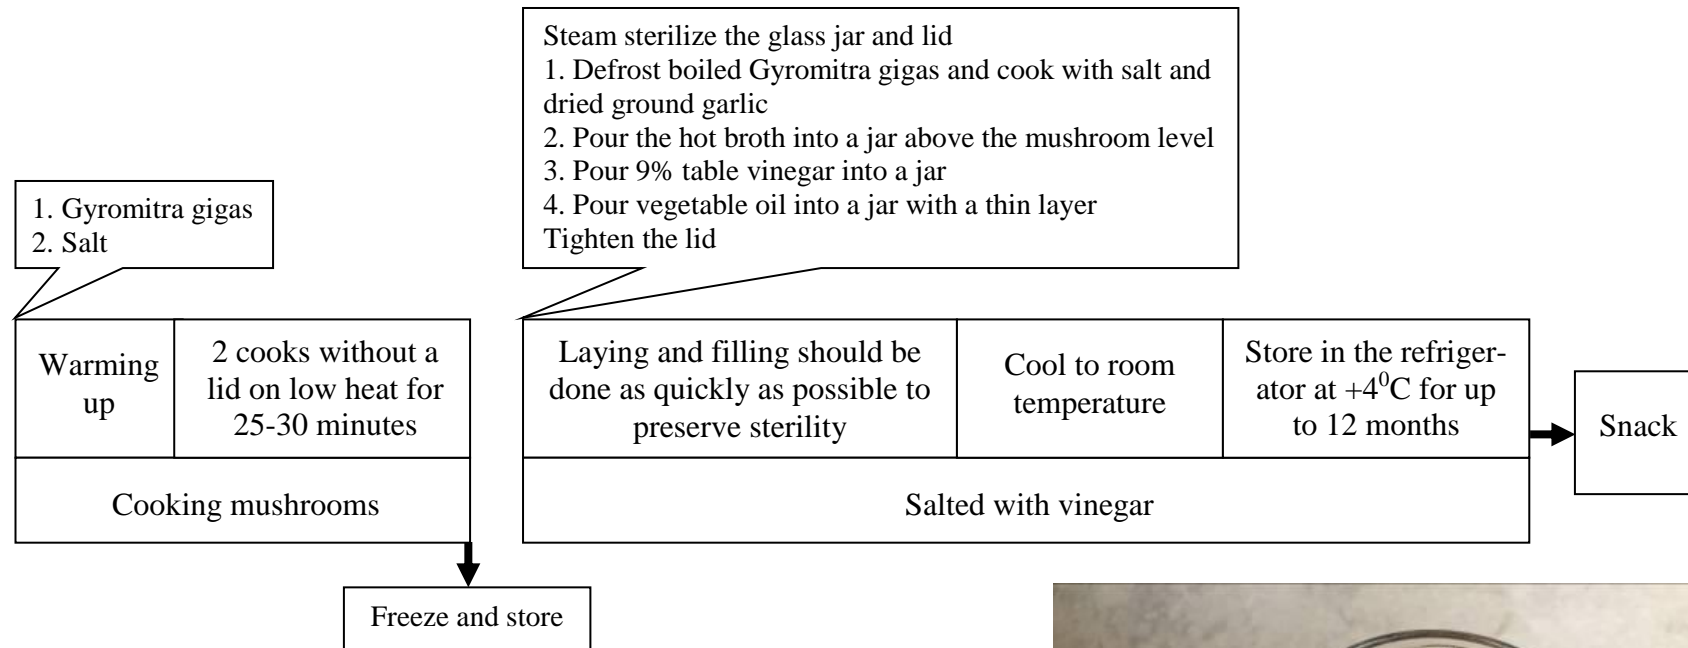 Steam sterilize the glass jar and lid
1. Defrost boiled Gyromitra gigas and cook with salt and
dried ground garlic
2. Pour the hot broth into a jar above the mushroom level
3. Pour 9% table vinegar into a jar
4. Pour vegetable oil into a jar with a thin layer
Tighten the lid
1. Gyromitra gigas
2. Salt
Warming
up
2 cooks without a
lid on low heat for
25-30 minutes
Cooking mushrooms
Freeze and store
Laying and filling should be
done as quickly as possible to
preserve sterility
Cool to room
temperature
Store in the refriger-
ator at +4⁰C for up
to 12 months
Salted with vinegar
Snack